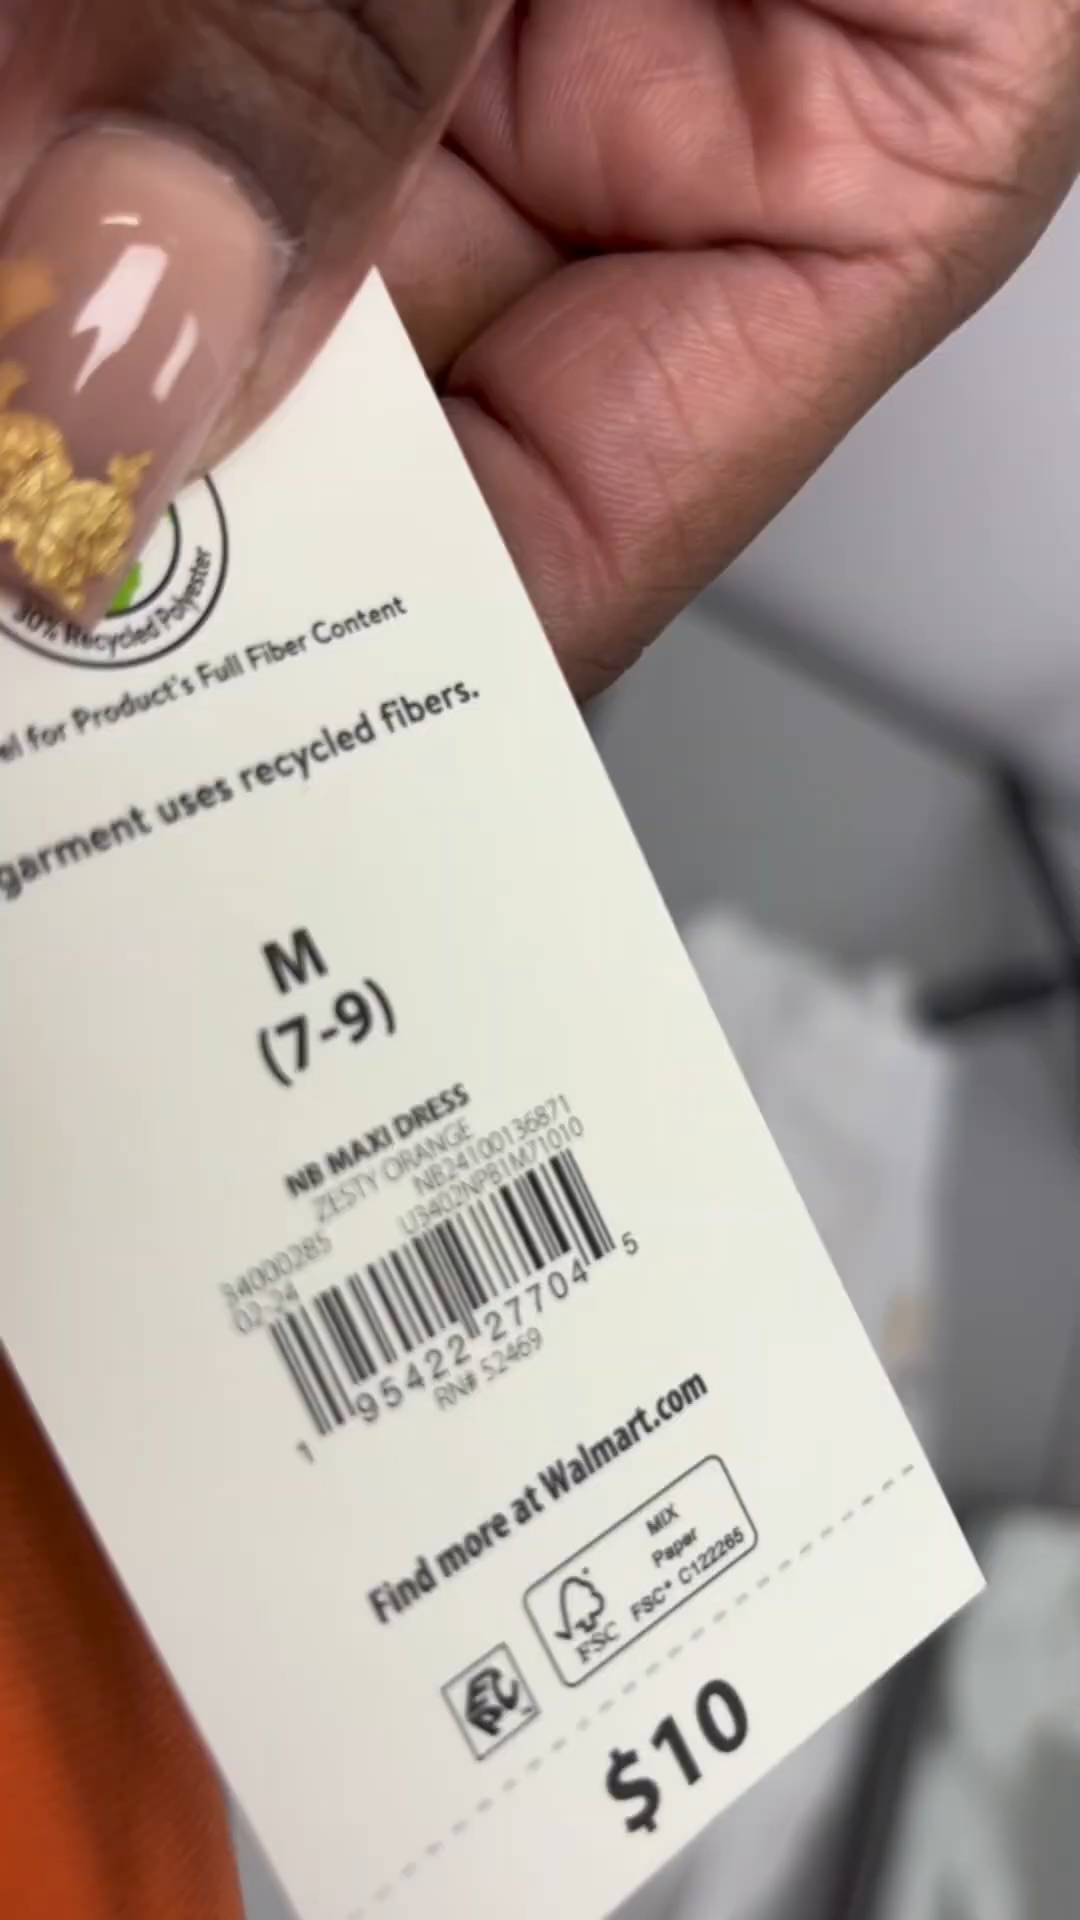 30% Recycled Polyester
el for Product's Full Fiber Content
garment uses recycled fibers.
M
(7-9)
NB MAXI DRESS
ZESTY ORANGE
NB24100136871
U3402NPB1M71010
34000285
02-24
1 95422 27704 5
RN# 52469
Find more at Walmart.com
MIX
Paper
FSC® C122265
FSC
$10